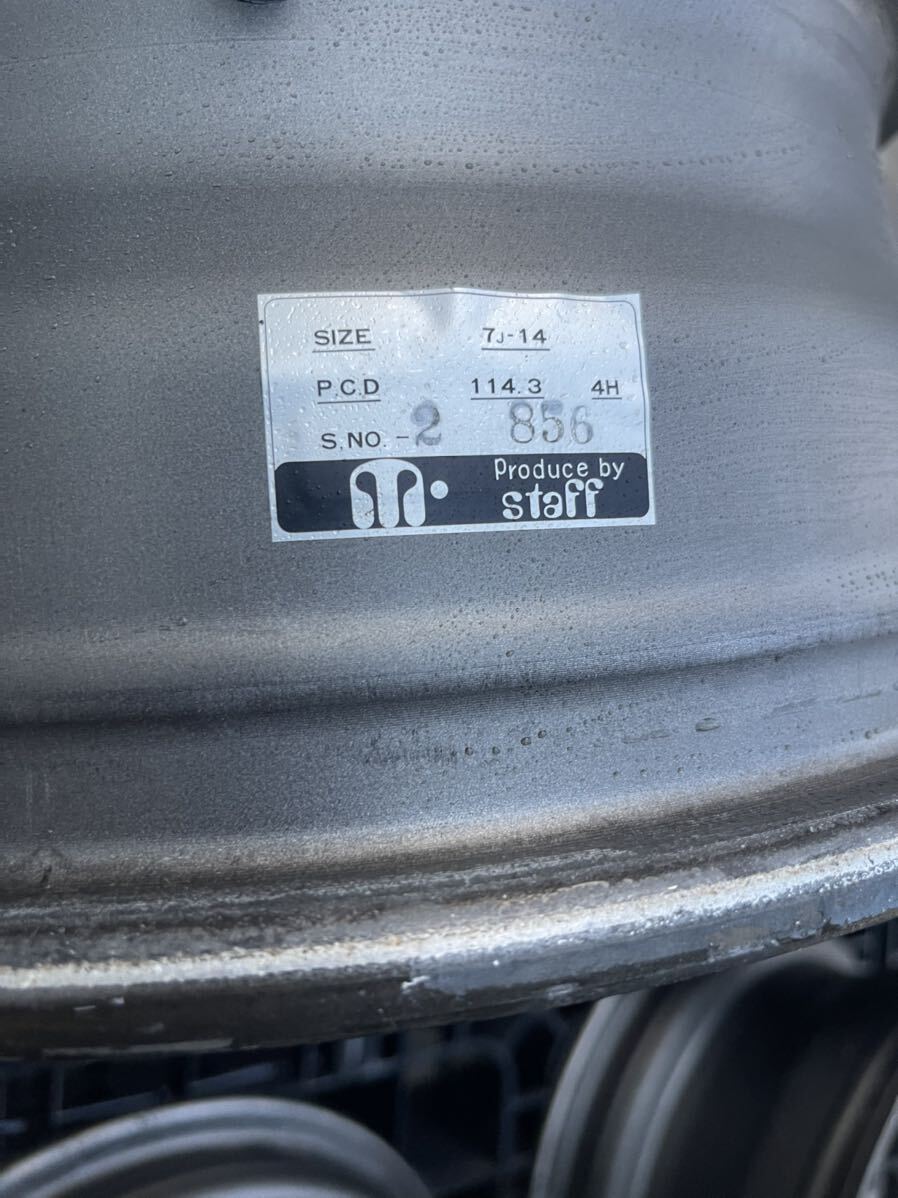 SIZE 7J-14
P.C.D 114.3 4H
S.NO. -2 856
Produce by
staff